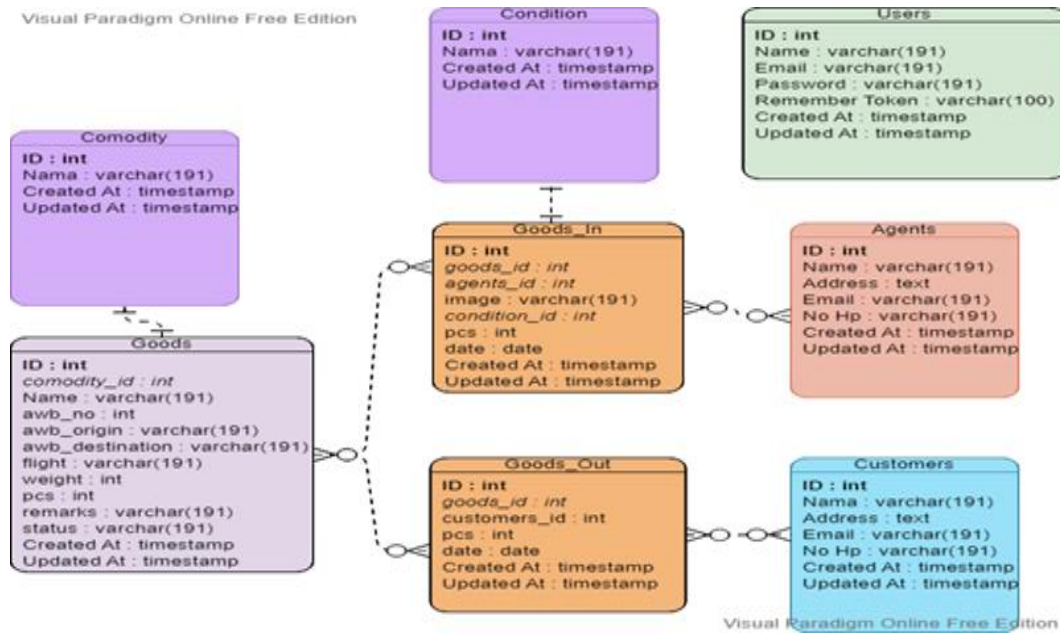 Visual Paradigm Online Free Edition
Condition
ID : int
Nama : varchar(191)
Created At : timestamp
Updated At : timestamp
Users
ID : int
Name : varchar(191)
Email : varchar(191)
Password : varchar(191)
Remember Token : varchar(100)
Created At : timestamp
Updated At : timestamp
Comodity
ID : int
Nama : varchar(191)
Created At : timestamp
Updated At : timestamp
Goods_In
ID : int
goods_id : int
agents_id : int
image : varchar(191)
condition_id : int
pcs : int
date : date
Created At : timestamp
Updated At : timestamp
Agents
ID : int
Name : varchar(191)
Address : text
Email : varchar(191)
No Hp : varchar(191)
Created At : timestamp
Updated At : timestamp
Goods
ID : int
comodity_id : int
Name : varchar(191)
awb_no : int
awb_origin : varchar(191)
awb_destination : varchar(191)
flight : varchar(191)
weight : int
pcs : int
remarks : varchar(191)
status : varchar(191)
Created At : timestamp
Updated At : timestamp
Goods_Out
ID : int
goods_id : int
customers_id : int
pcs : int
date : date
Created At : timestamp
Updated At : timestamp
Customers
ID : int
Nama : varchar(191)
Address : text
Email : varchar(191)
No Hp : varchar(191)
Created At : timestamp
Updated At : timestamp
Visual Paradigm Online Free Edition